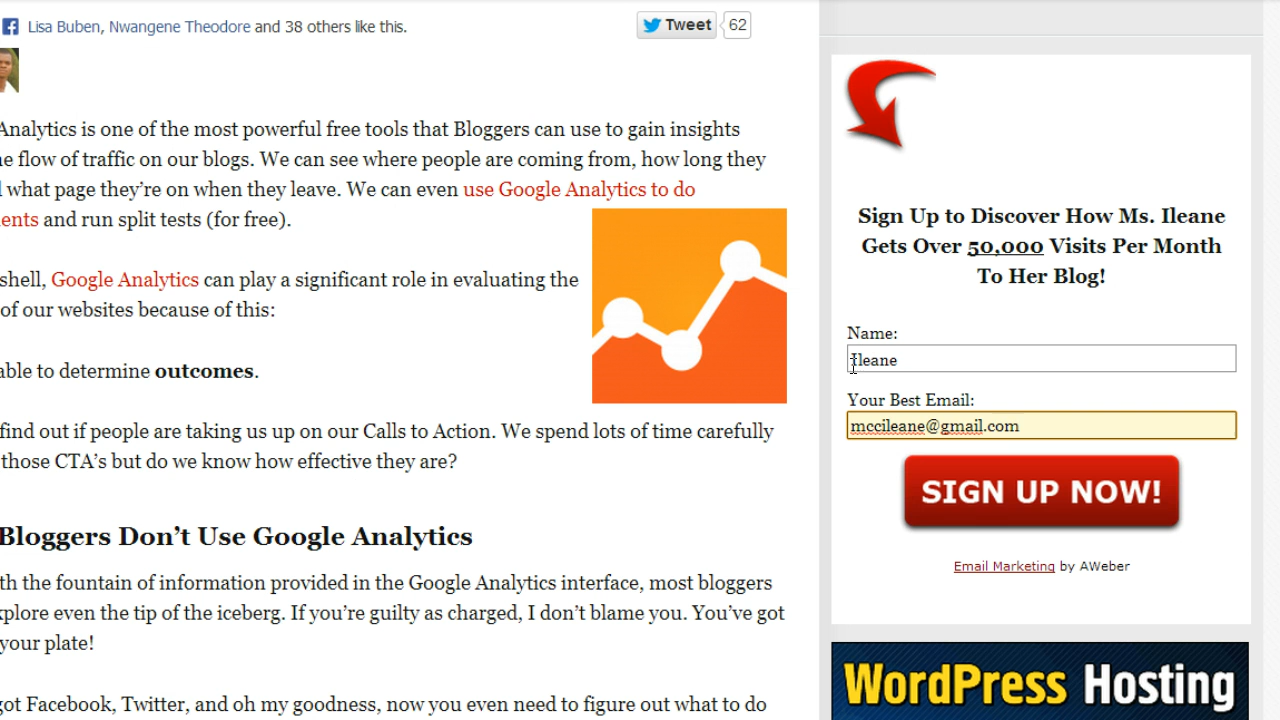 Lisa Buben, Nwangene Theodore and 38 others like this.
Tweet
62
Analytics is one of the most powerful free tools that Bloggers can use to gain insights
e flow of traffic on our blogs. We can see where people are coming from, how long they
what page they're on when they leave. We can even use Google Analytics to do
ents and run split tests (for free).
shell, Google Analytics can play a significant role in evaluating the
of our websites because of this:
able to determine outcomes.
find out if people are taking us up on our Calls to Action. We spend lots of time carefully
those CTA's but do we know how effective they are?
Bloggers Don't Use Google Analytics
th the fountain of information provided in the Google Analytics interface, most bloggers
xplore even the tip of the iceberg. If you're guilty as charged, I don't blame you. You've got
your plate!
got Facebook, Twitter, and oh my goodness, now you even need to figure out what to do
Sign Up to Discover How Ms. Ileane
Gets Over 50,000 Visits Per Month
To Her Blog!
Name:
Ileane
Your Best Email:
mccileane@gmail.com
SIGN UP NOW!
Email Marketing by AWeber
WordPress Hosting